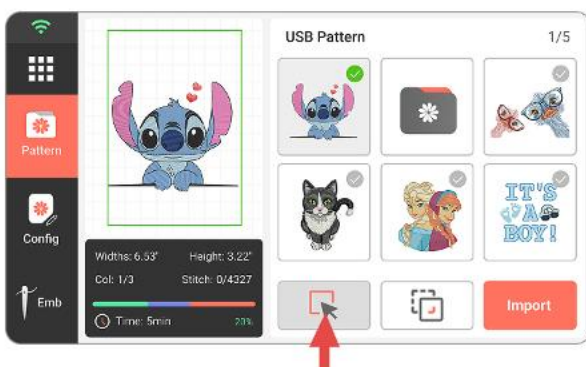 USB Pattern 1/5
Pattern
Config
Emb
Widths: 6.53" Height: 3.22"
Col: 1/3 Stitch: 0/4327
Time: 5min 20%
IT'S
A
BOY!
Import